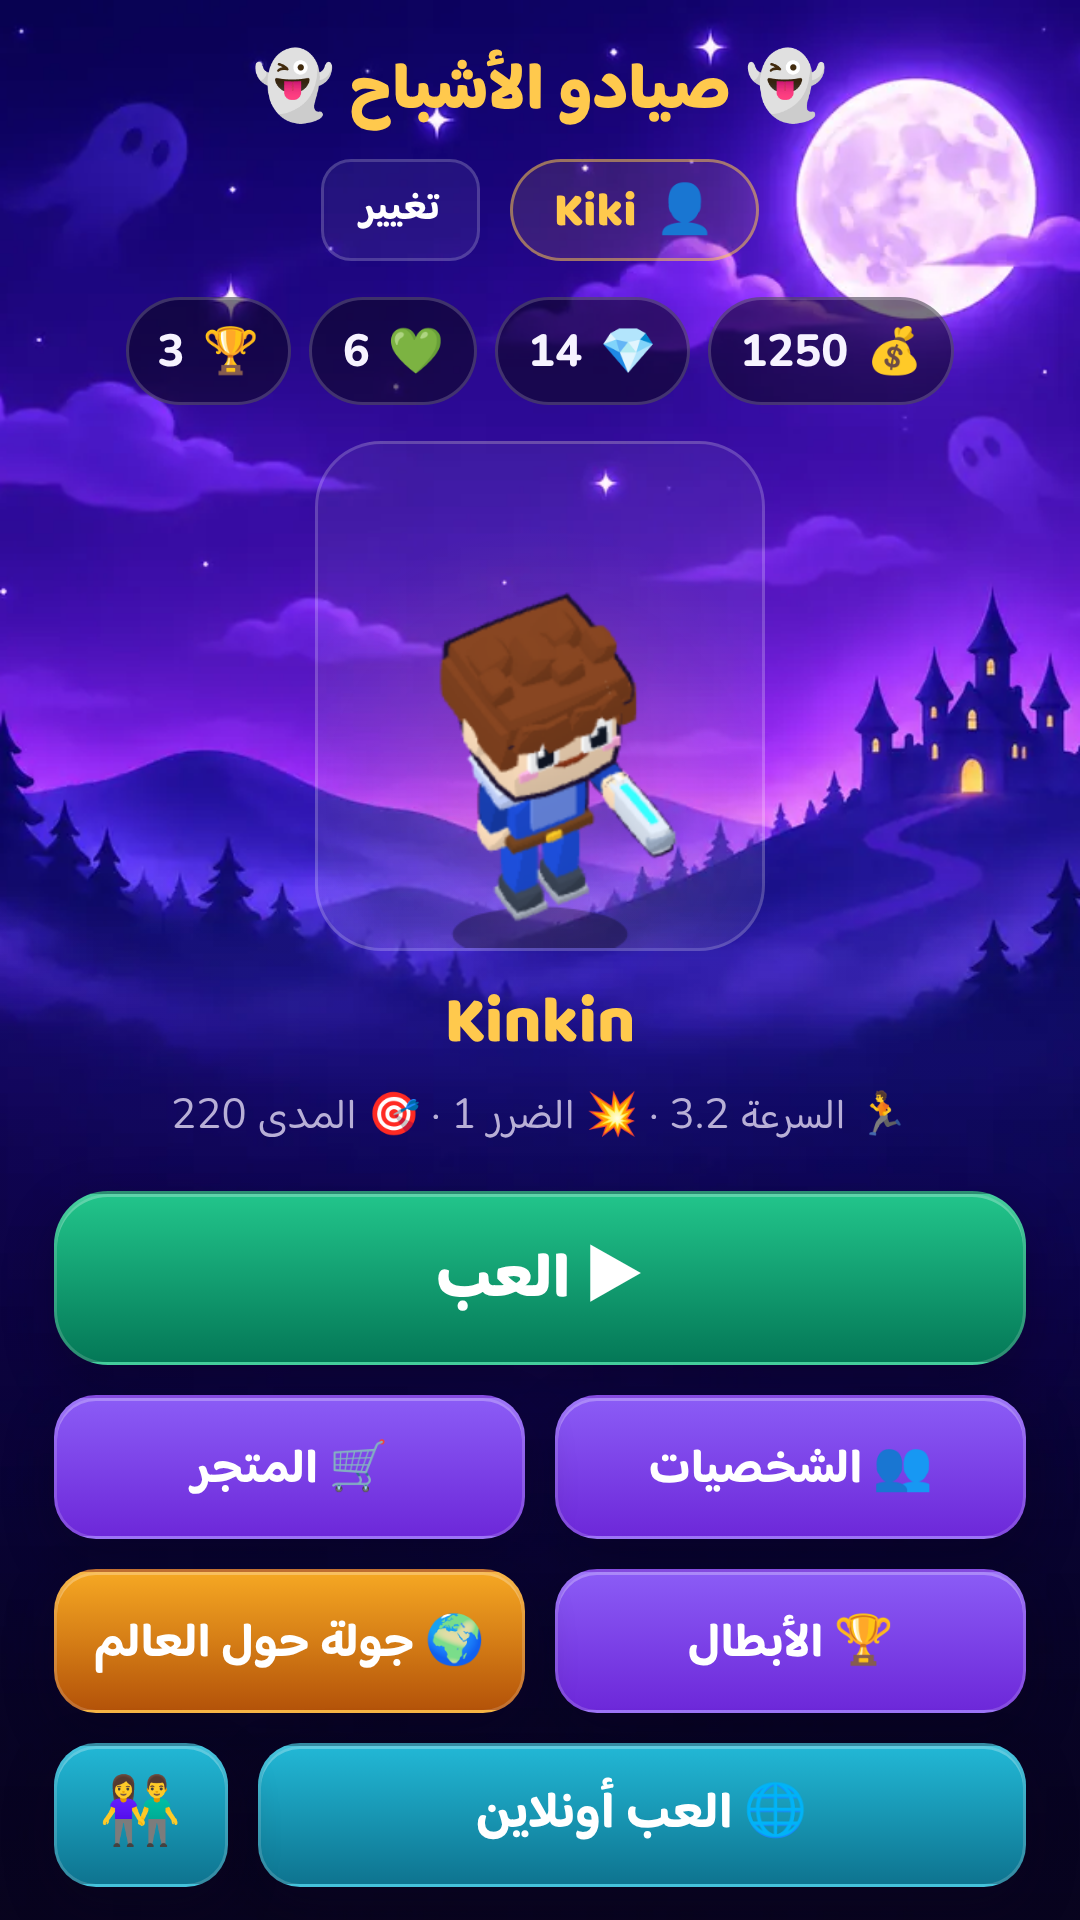 👻 صيادو الأشباح 👻
👤 Kiki
تغيير
💰 1250
💎 14
💚 6
🏆 3
Kinkin
🏃 السرعة 3.2 · 💥 الضرر 1 · 🎯 المدى 220
▶ العب
👥 الشخصيات
🛒 المتجر
🏆 الأبطال
🌍 جولة حول العالم
🌐 العب أونلاين